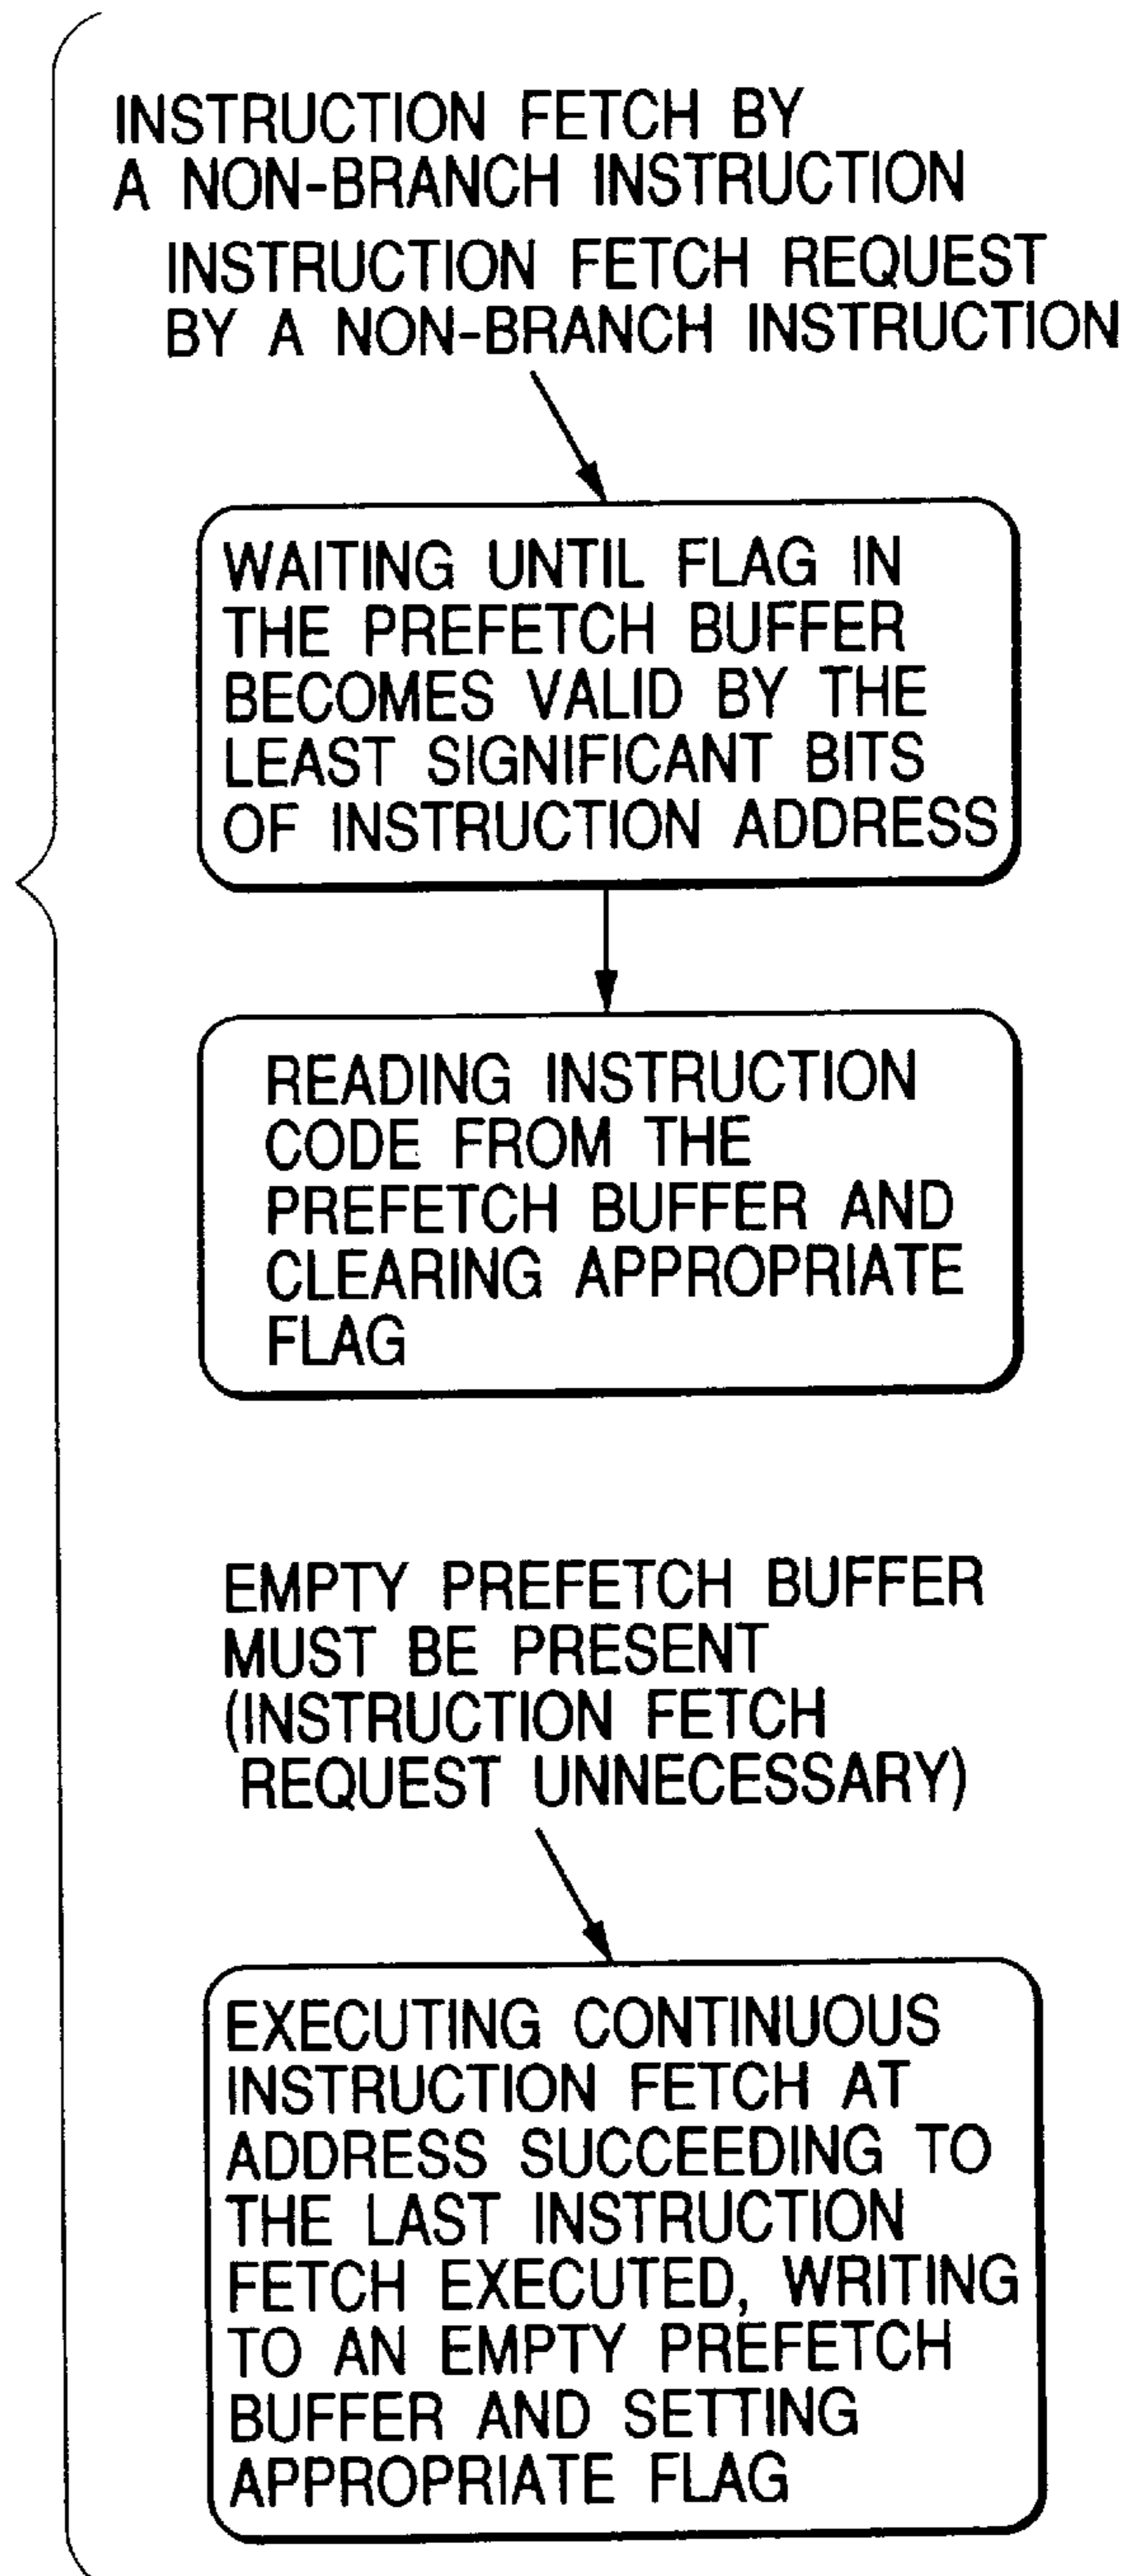 INSTRUCTION FETCH BY
A NON-BRANCH INSTRUCTION
INSTRUCTION FETCH REQUEST
BY A NON-BRANCH INSTRUCTION
WAITING UNTIL FLAG IN
THE PREFETCH BUFFER
BECOMES VALID BY THE
LEAST SIGNIFICANT BITS
OF INSTRUCTION ADDRESS
READING INSTRUCTION
CODE FROM THE
PREFETCH BUFFER AND
CLEARING APPROPRIATE
FLAG
EMPTY PREFETCH BUFFER
MUST BE PRESENT
(INSTRUCTION FETCH
REQUEST UNNECESSARY)
EXECUTING CONTINUOUS
INSTRUCTION FETCH AT
ADDRESS SUCCEEDING TO
THE LAST INSTRUCTION
FETCH EXECUTED, WRITING
TO AN EMPTY PREFETCH
BUFFER AND SETTING
APPROPRIATE FLAG